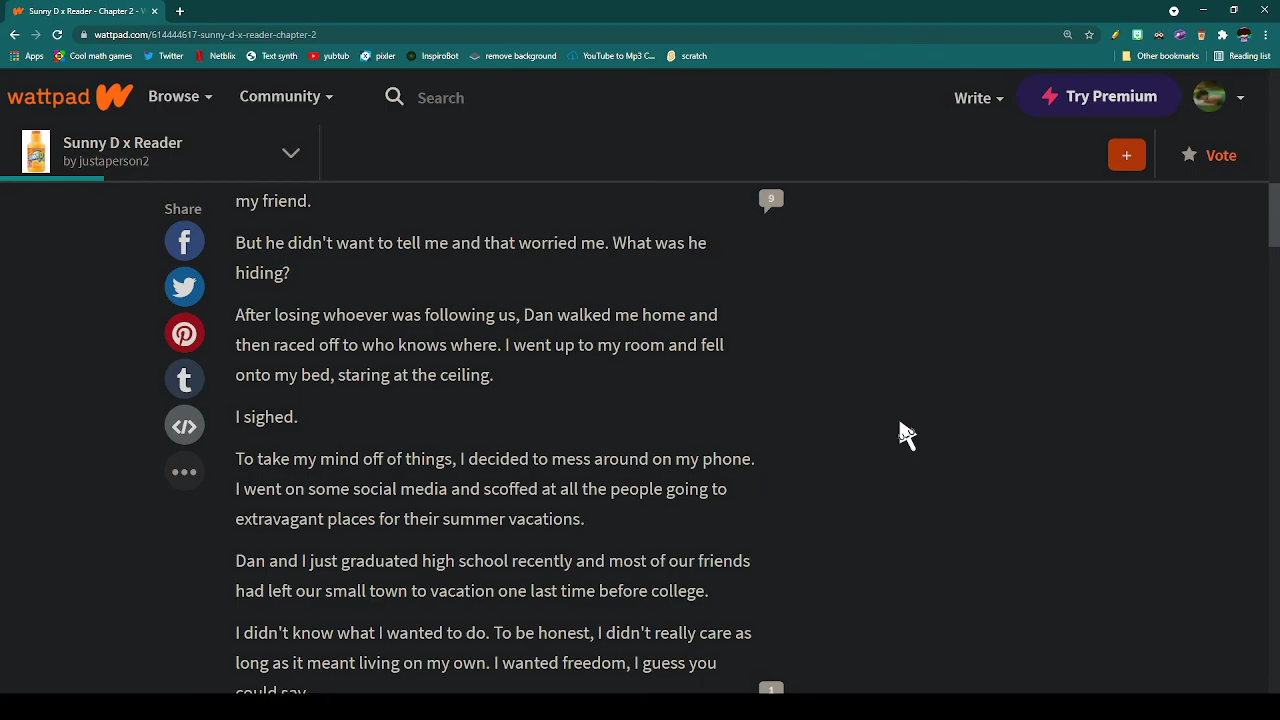 Sunny D x Reader - Chapter 2 - V
wattpad.com/614444617-sunny-d-x-reader-chapter-2
Apps
Cool math games
Twitter
Netblix
Text synth
yubtub
pixler
InspiroBot
remove background
YouTube to Mp3 C...
scratch
Other bookmarks
Reading list
wattpad
Browse
Community
Search
Write
Try Premium
Sunny D x Reader
by justaperson2
+
Vote
Share
my friend.
9
But he didn't want to tell me and that worried me. What was he
hiding?
After losing whoever was following us, Dan walked me home and
then raced off to who knows where. I went up to my room and fell
onto my bed, staring at the ceiling.
I sighed.
To take my mind off of things, I decided to mess around on my phone.
I went on some social media and scoffed at all the people going to
extravagant places for their summer vacations.
Dan and I just graduated high school recently and most of our friends
had left our small town to vacation one last time before college.
I didn't know what I wanted to do. To be honest, I didn't really care as
long as it meant living on my own. I wanted freedom, I guess you
could say
1